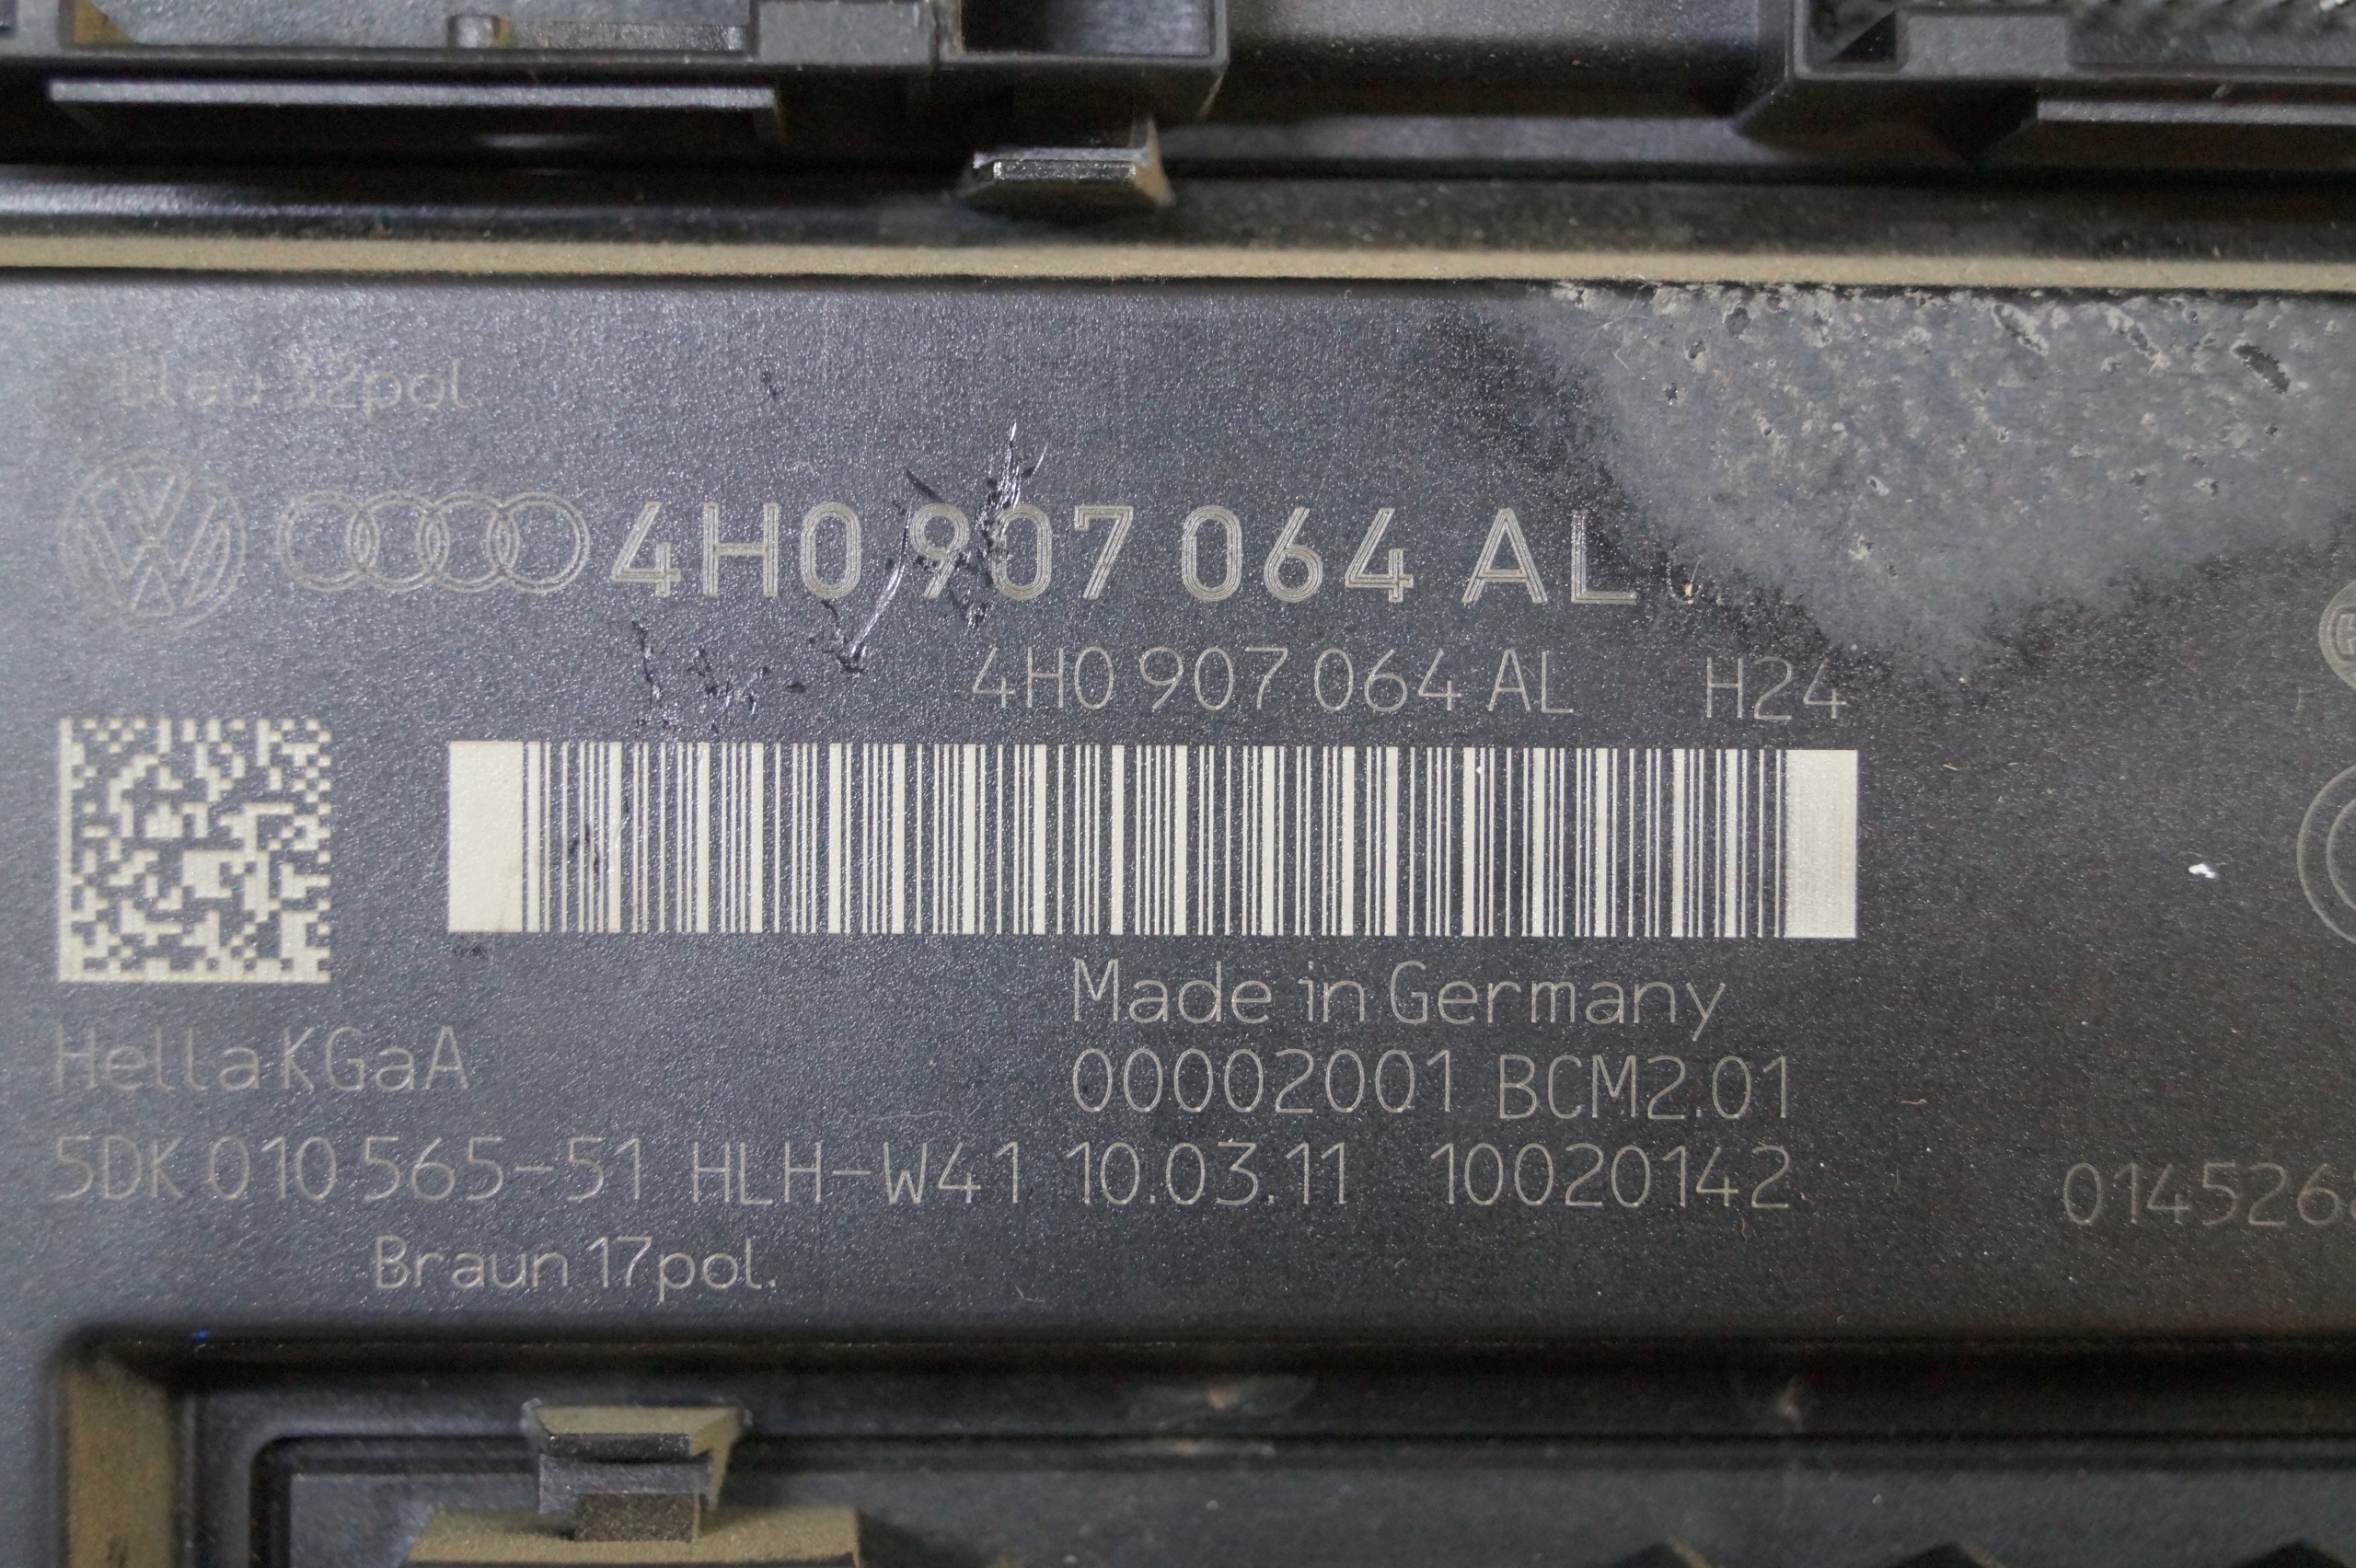 Blau 32pol
4H0 907 064 AL
4H0 907 064 AL H24
Made in Germany
Hella KGaA
00002001 BCM2.01
5DK 010 565-51 HLH-W41 10.03.11 10020142
Braun 17pol.